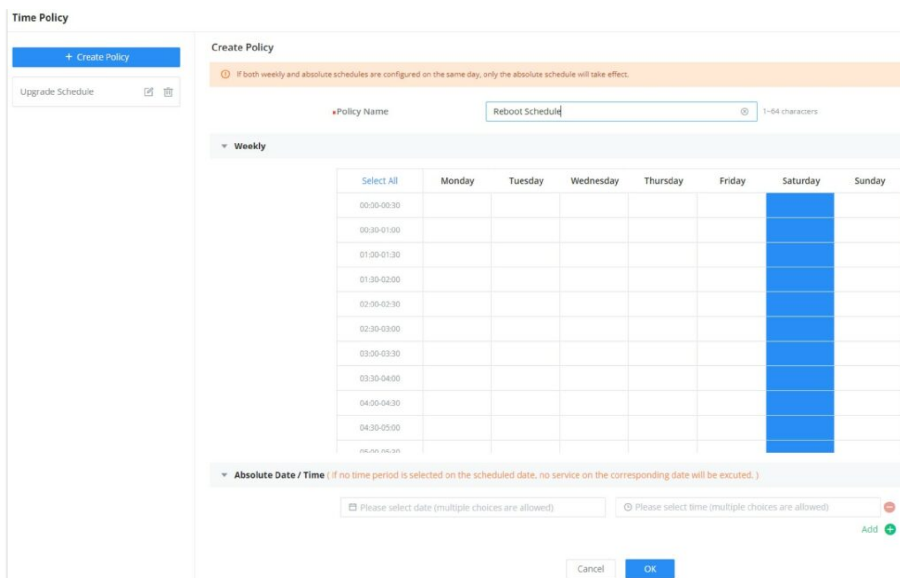 Time Policy
+ Create Policy
Upgrade Schedule
Create Policy
If both weekly and absolute schedules are configured on the same day, only the absolute schedule will take effect.
*Policy Name
Reboot Schedule
1~64 characters
Weekly
Select All Monday Tuesday Wednesday Thursday Friday Saturday Sunday
00:00-00:30
00:30-01:00
01:00-01:30
01:30-02:00
02:00-02:30
02:30-03:00
03:00-03:30
03:30-04:00
04:00-04:30
04:30-05:00
05:00-05:30
Absolute Date / Time ( If no time period is selected on the scheduled date, no service on the corresponding date will be excuted. )
Please select date (multiple choices are allowed) Please select time (multiple choices are allowed)
Add
Cancel OK